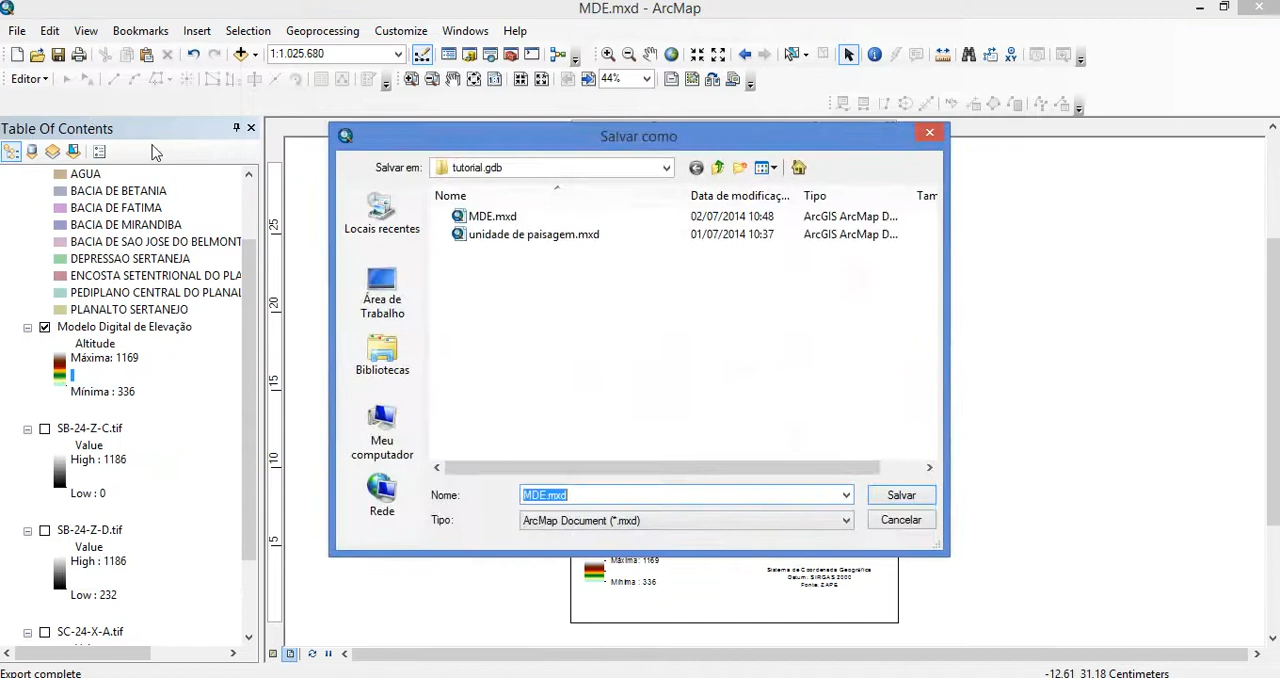 MDE.mxd - ArcMap
File Edit View Bookmarks Insert Selection Geoprocessing Customize Windows Help
1:1.025.680
Editor 44%
Table Of Contents
AGUA
BACIA DE BETANIA
BACIA DE FATIMA
BACIA DE MIRANDIBA
BACIA DE SAO JOSE DO BELMONT
DEPRESSAO SERTANEJA
ENCOSTA SETENTRIONAL DO PLA
PEDIPLANO CENTRAL DO PLANAL
PLANALTO SERTANEJO
Modelo Digital de Elevação
Altitude
Máxima: 1169
Mínima : 336
SB-24-Z-C.tif
Value
High : 1186
Low : 0
SB-24-Z-D.tif
Value
High : 1186
Low : 232
SC-24-X-A.tif
25
20
15
10
5
Salvar como
Salvar em: tutorial.gdb
Nome Data de modificaç... Tipo Tam
MDE.mxd 02/07/2014 10:48 ArcGIS ArcMap D...
unidade de paisagem.mxd 01/07/2014 10:37 ArcGIS ArcMap D...
Locais recentes
Área de
Trabalho
Bibliotecas
Meu
computador
Rede
Nome: MDE.mxd Salvar
Tipo: ArcMap Document (*.mxd) Cancelar
Máxima: 1169
Mínima : 336
Sistema de Coordenada Geográfica
Datum: SIRGAS 2000
Fonte: ZAPE
Export complete
-12.61 31.18 Centimeters